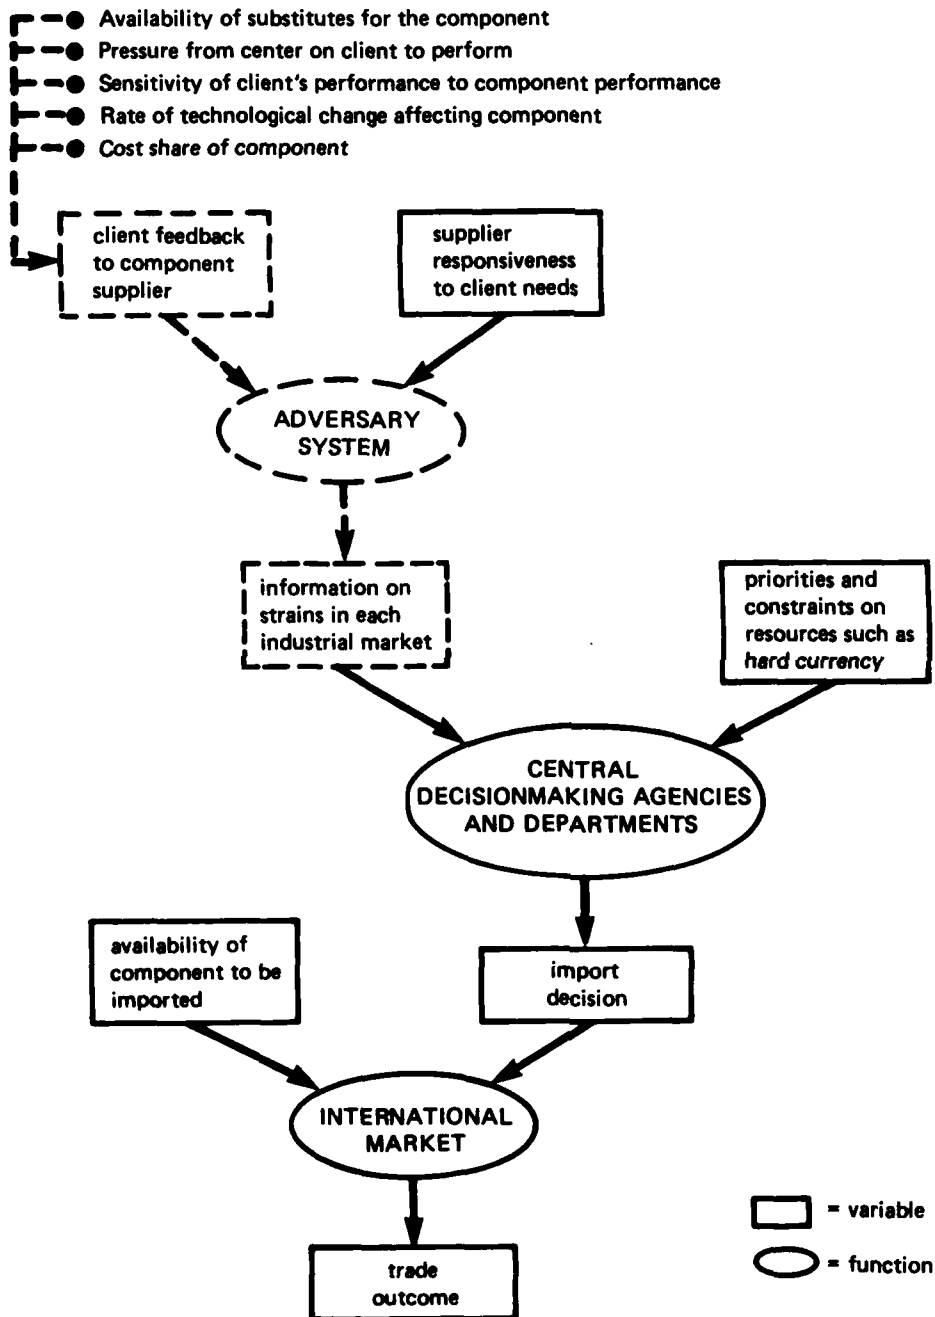 Availability of substitutes for the component
Pressure from center on client to perform
Sensitivity of client's performance to component performance
Rate of technological change affecting component
Cost share of component
client feedback
to component
supplier
supplier
responsiveness
to client needs
ADVERSARY
SYSTEM
information on
strains in each
industrial market
priorities and
constraints on
resources such as
hard currency
CENTRAL
DECISIONMAKING AGENCIES
AND DEPARTMENTS
availability of
component to be
imported
import
decision
INTERNATIONAL
MARKET
= variable
= function
trade
outcome